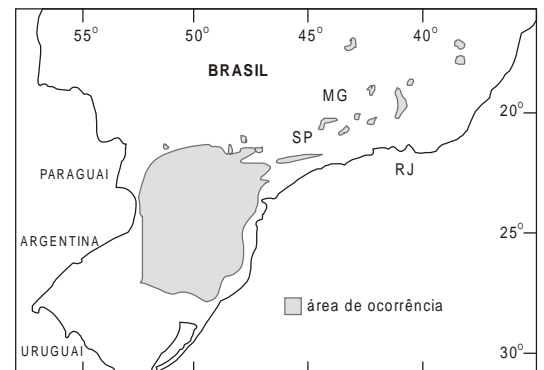 55° 50° 45° 40°
BRASIL
MG
20°
SP
PARAGUAI
RJ
ARGENTINA
25°
área de ocorrência
URUGUAI
30°